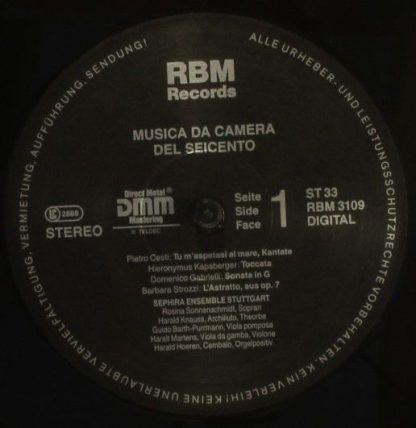 ALLE URHEBER- UND LEISTUNGSSCHUTZRECHTE VORBEHALTEN. KEIN VERLEIH! KEINE UNERLAUBTE VERVIELFÄLTIGUNG, VERMIETUNG, AUFFÜHRUNG, SENDUNG!
RBM
Records
MUSICA DA CAMERA
DEL SEICENTO
Direct Metal®
DMM
Mastering
® TELDEC
LC 2888
STEREO
Seite
Side
Face
1
ST 33
RBM 3109
DIGITAL
Pietro Cesti: Tu m'aspetasi al mare, Kantate
Hieronymus Kapsberger: Toccata
Domenico Gabrielli: Sonata in G
Barbara Strozzi: L'Astratto, aus op. 7
SEPHIRA ENSEMBLE STUTTGART
Rosina Sonnenschmidt, Sopran
Harald Knauss, Archiliuto, Theorbe
Guido Barth-Purrmann, Viola pomposa
Harald Martens, Viola da gamba, Violone
Harald Hoeren, Cembalo, Orgelpositiv